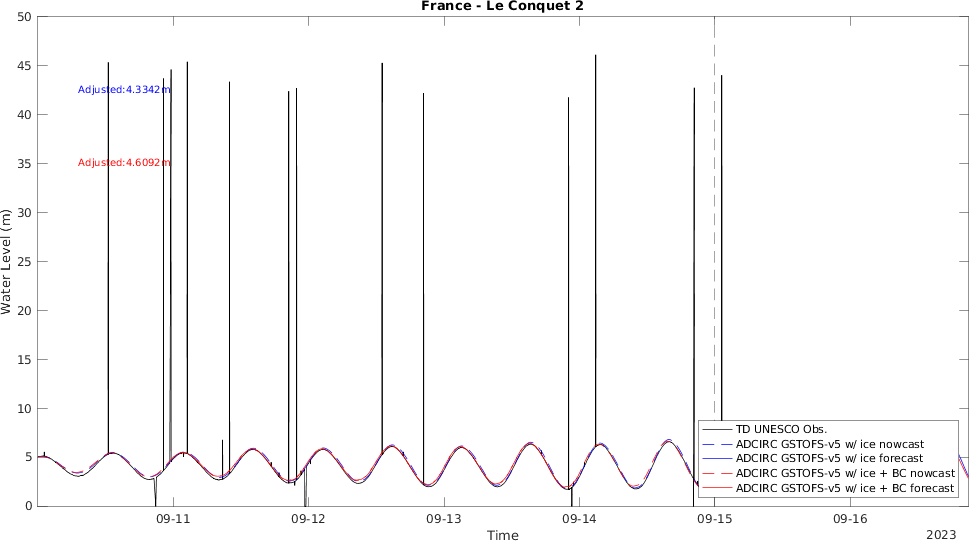 France - Le Conquet 2
50
45
40
35
30
25
20
15
10
5
0
Water Level (m)
Adjusted:4.3342m
Adjusted:4.6092m
TD UNESCO Obs.
ADCIRC GSTOFS-v5 w/ ice nowcast
ADCIRC GSTOFS-v5 w/ ice forecast
ADCIRC GSTOFS-v5 w/ ice + BC nowcast
ADCIRC GSTOFS-v5 w/ ice + BC forecast
09-11 09-12 09-13 09-14 09-15 09-16
Time
2023